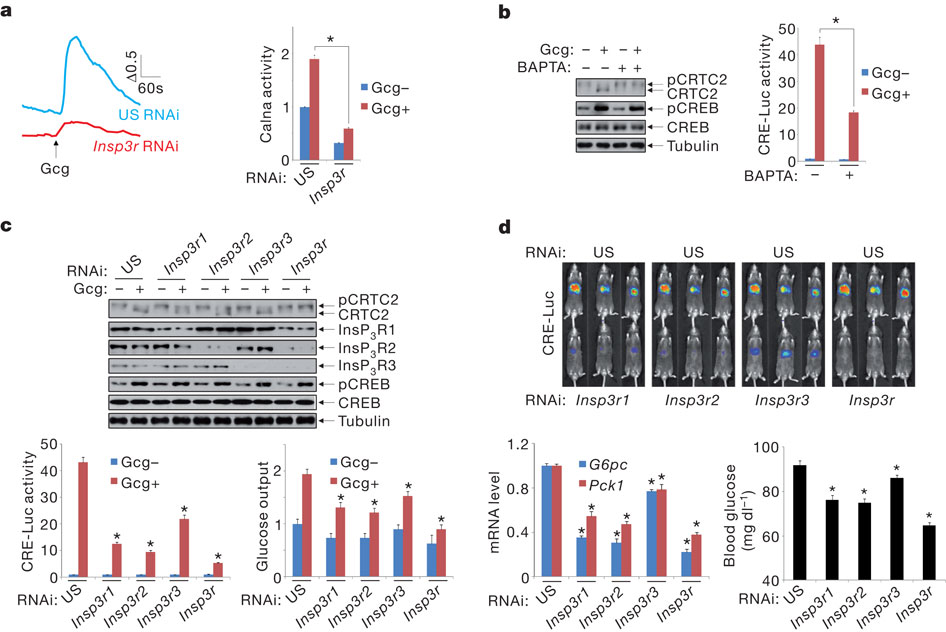 a
Δ0.5
60s
US RNAi
Insp3r RNAi
Gcg
Calna activity
2
1
0
*
Gcg−
Gcg+
RNAi:
US
Insp3r
b
Gcg: − + − +
BAPTA: − − + +
pCRTC2
CRTC2
pCREB
CREB
Tubulin
CRE-Luc activity
50
40
30
20
10
0
*
Gcg−
Gcg+
BAPTA: − +
c
RNAi: US Insp3r1 Insp3r2 Insp3r3 Insp3r
Gcg: − + − + − + − + − +
pCRTC2
CRTC2
InsP3R1
InsP3R2
InsP3R3
pCREB
CREB
Tubulin
CRE-Luc activity
50
40
30
20
10
0
Gcg−
Gcg+
* * * *
RNAi: US Insp3r1 Insp3r2 Insp3r3 Insp3r
Glucose output
2
1
0
Gcg−
Gcg+
* * * *
RNAi: US Insp3r1 Insp3r2 Insp3r3 Insp3r
d
RNAi: US US US US
CRE-Luc
RNAi: Insp3r1 Insp3r2 Insp3r3 Insp3r
mRNA level
1.2
0.8
0.4
0
G6pc
Pck1
* * * * * * * *
RNAi: US Insp3r1 Insp3r2 Insp3r3 Insp3r
Blood glucose
(mg dl−1)
100
80
60
40
* * * *
RNAi: US Insp3r1 Insp3r2 Insp3r3 Insp3r